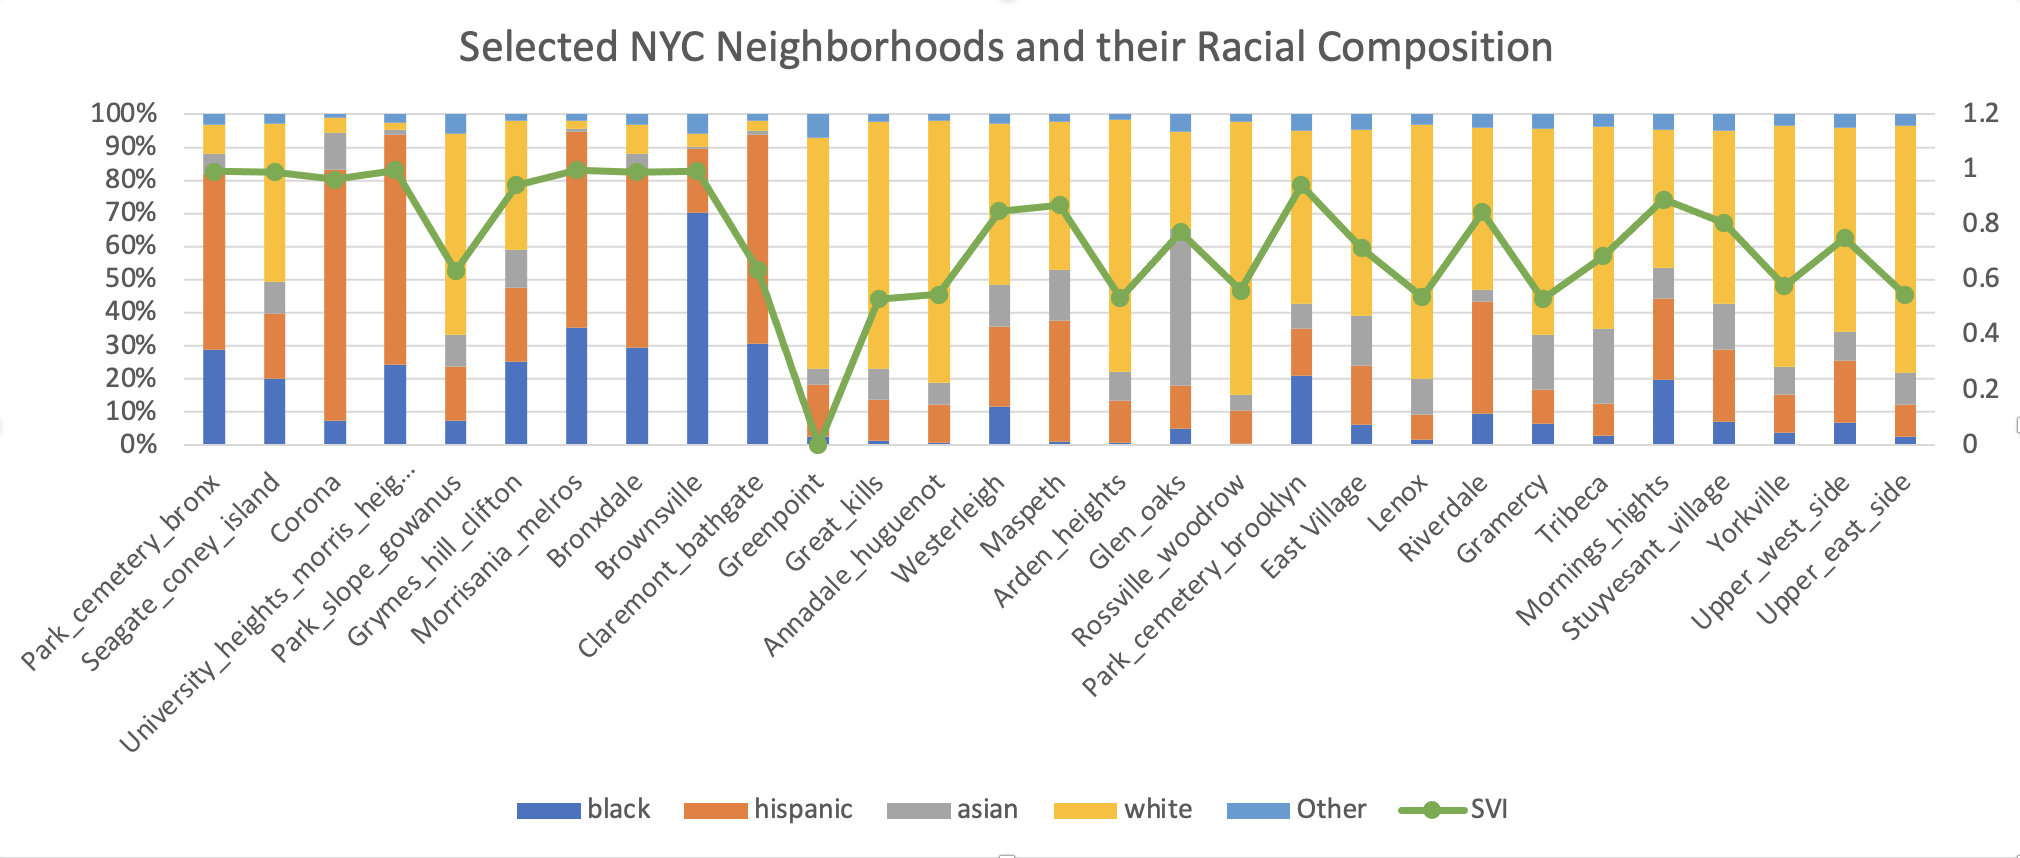 Selected NYC Neighborhoods and their Racial Composition
100%
90%
80%
70%
60%
50%
40%
30%
20%
10%
0%
1.2
1
0.8
0.6
0.4
0.2
0
Park_cemetery_bronx
Seagate_coney_island
Corona
University_heights_morris_heig...
Park_slope_gowanus
Grymes_hill_clifton
Morrisania_melros
Bronxdale
Brownsville
Claremont_bathgate
Greenpoint
Great_kills
Annadale_huguenot
Westerleigh
Maspeth
Arden_heights
Glen_oaks
Rossville_woodrow
Park_cemetery_brooklyn
East Village
Lenox
Riverdale
Gramercy
Tribeca
Mornings_hights
Stuyvesant_village
Yorkville
Upper_west_side
Upper_east_side
black hispanic asian white Other SVI